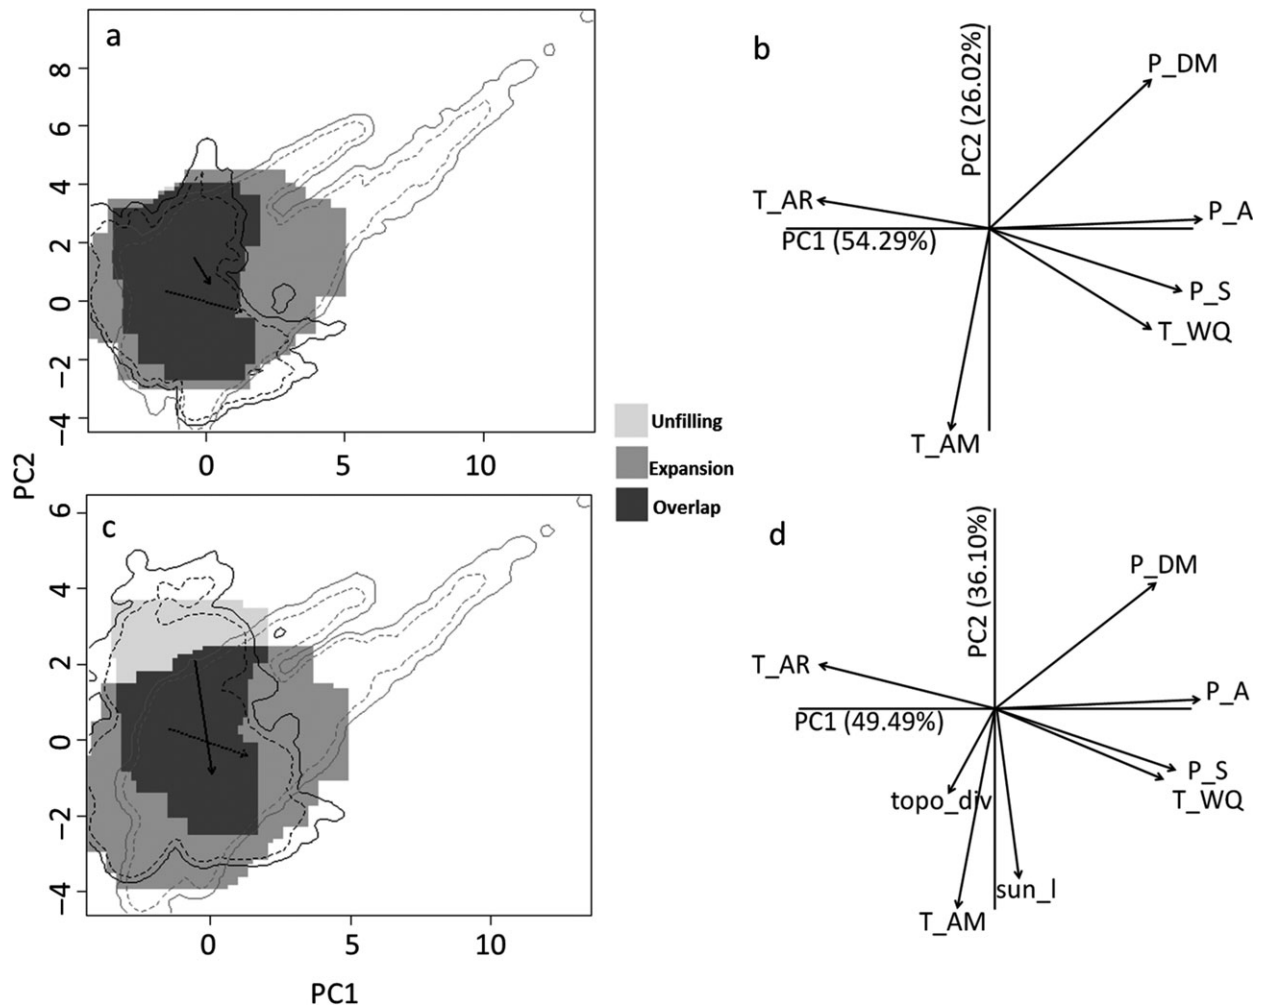 a
8
6
4
2
0
−2
−4
0
5
10
PC2
b
PC2 (26.02%)
P_DM
T_AR
P_A
PC1 (54.29%)
P_S
T_WQ
T_AM
Unfilling
Expansion
Overlap
c
6
4
2
0
−2
−4
0
5
10
PC1
d
PC2 (36.10%)
P_DM
T_AR
P_A
PC1 (49.49%)
P_S
T_WQ
topo_div
sun_l
T_AM